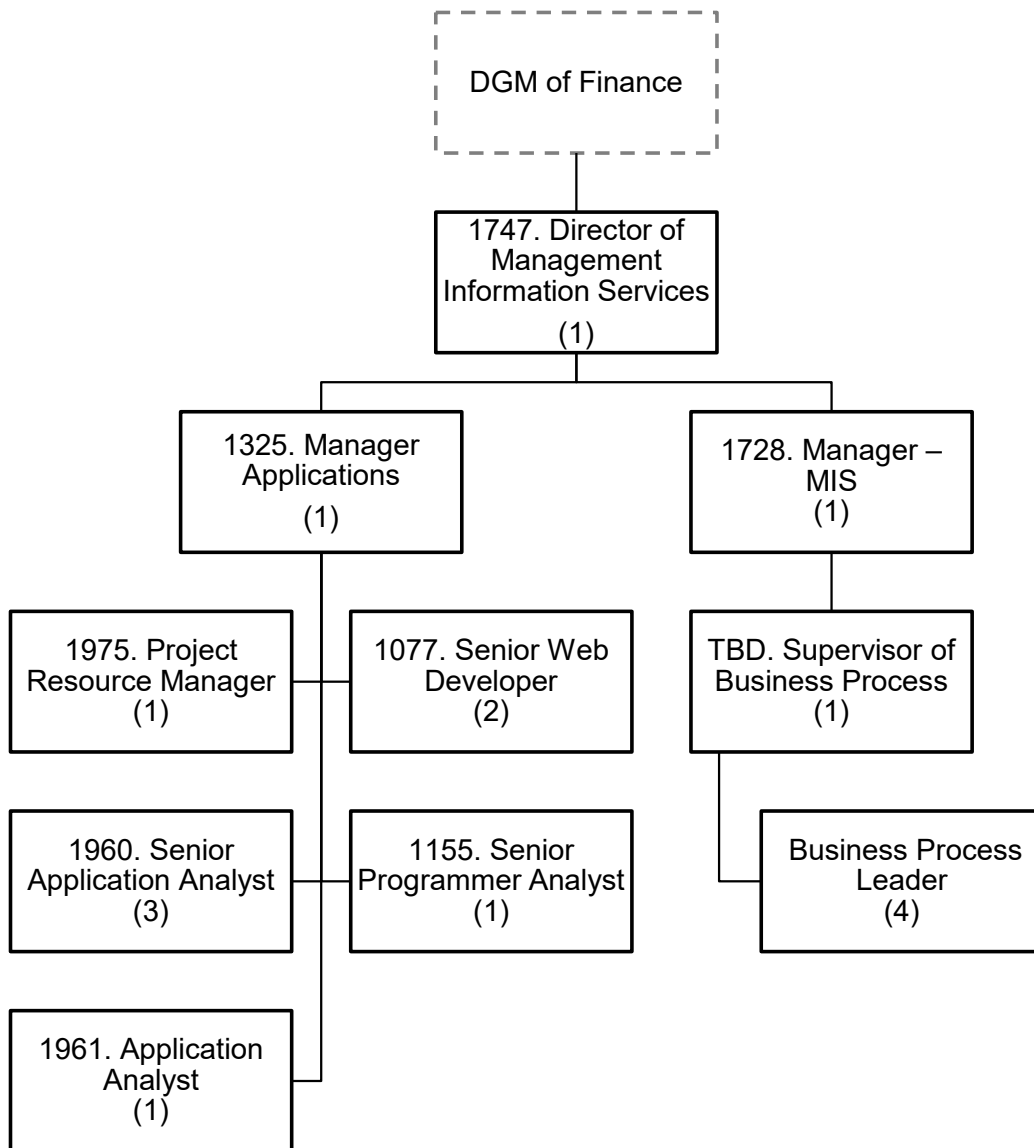 DGM of Finance
1747. Director of
Management
Information Services
(1)
1325. Manager
Applications
(1)
1728. Manager –
MIS
(1)
1975. Project
Resource Manager
(1)
1077. Senior Web
Developer
(2)
TBD. Supervisor of
Business Process
(1)
1960. Senior
Application Analyst
(3)
1155. Senior
Programmer Analyst
(1)
Business Process
Leader
(4)
1961. Application
Analyst
(1)